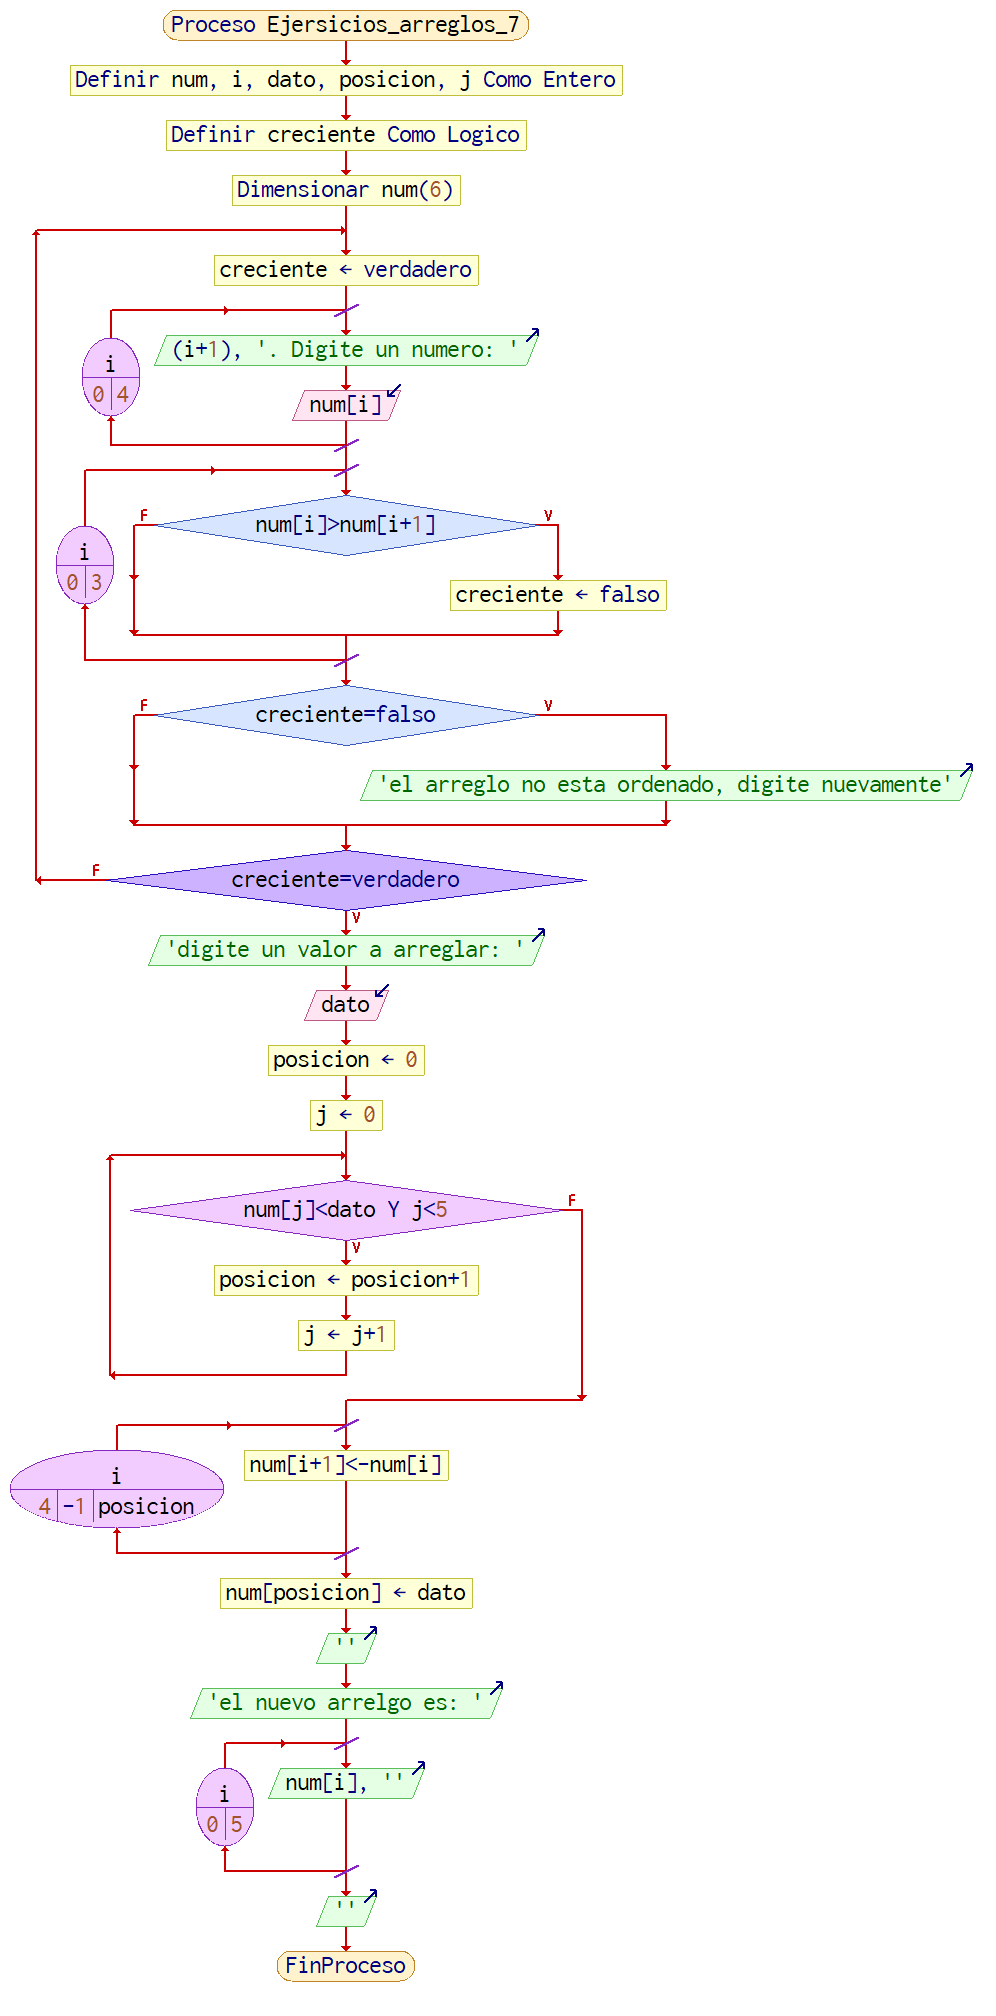 Proceso Ejersicios_arreglos_7
Definir num, i, dato, posicion, j Como Entero
Definir creciente Como Logico
Dimensionar num(6)
creciente ← verdadero
i
0 4
(i+1), '. Digite un numero: '
num[i]
i
0 3
num[i]>num[i+1]
F
V
creciente ← falso
creciente=falso
F
V
'el arreglo no esta ordenado, digite nuevamente'
creciente=verdadero
F
V
'digite un valor a arreglar: '
dato
posicion ← 0
j ← 0
num[j]<dato Y j<5
F
V
posicion ← posicion+1
j ← j+1
i
4 -1 posicion
num[i+1]<-num[i]
num[posicion] ← dato
''
'el nuevo arrelgo es: '
i
0 5
num[i], ''
''
FinProceso